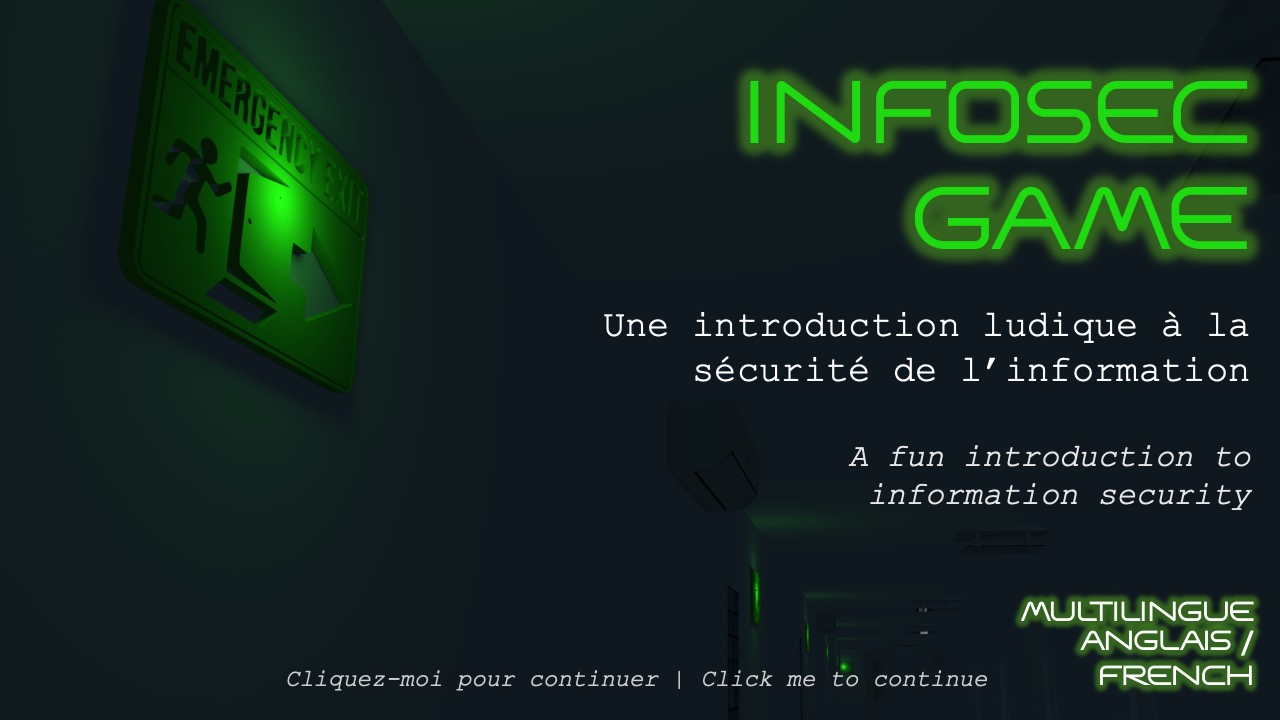 EMERGENCY EXIT
INFOSEC
GAME
Une introduction ludique à la
sécurité de l’information
A fun introduction to
information security
MULTILINGUE
ANGLAIS /
FRENCH
Cliquez-moi pour continuer | Click me to continue